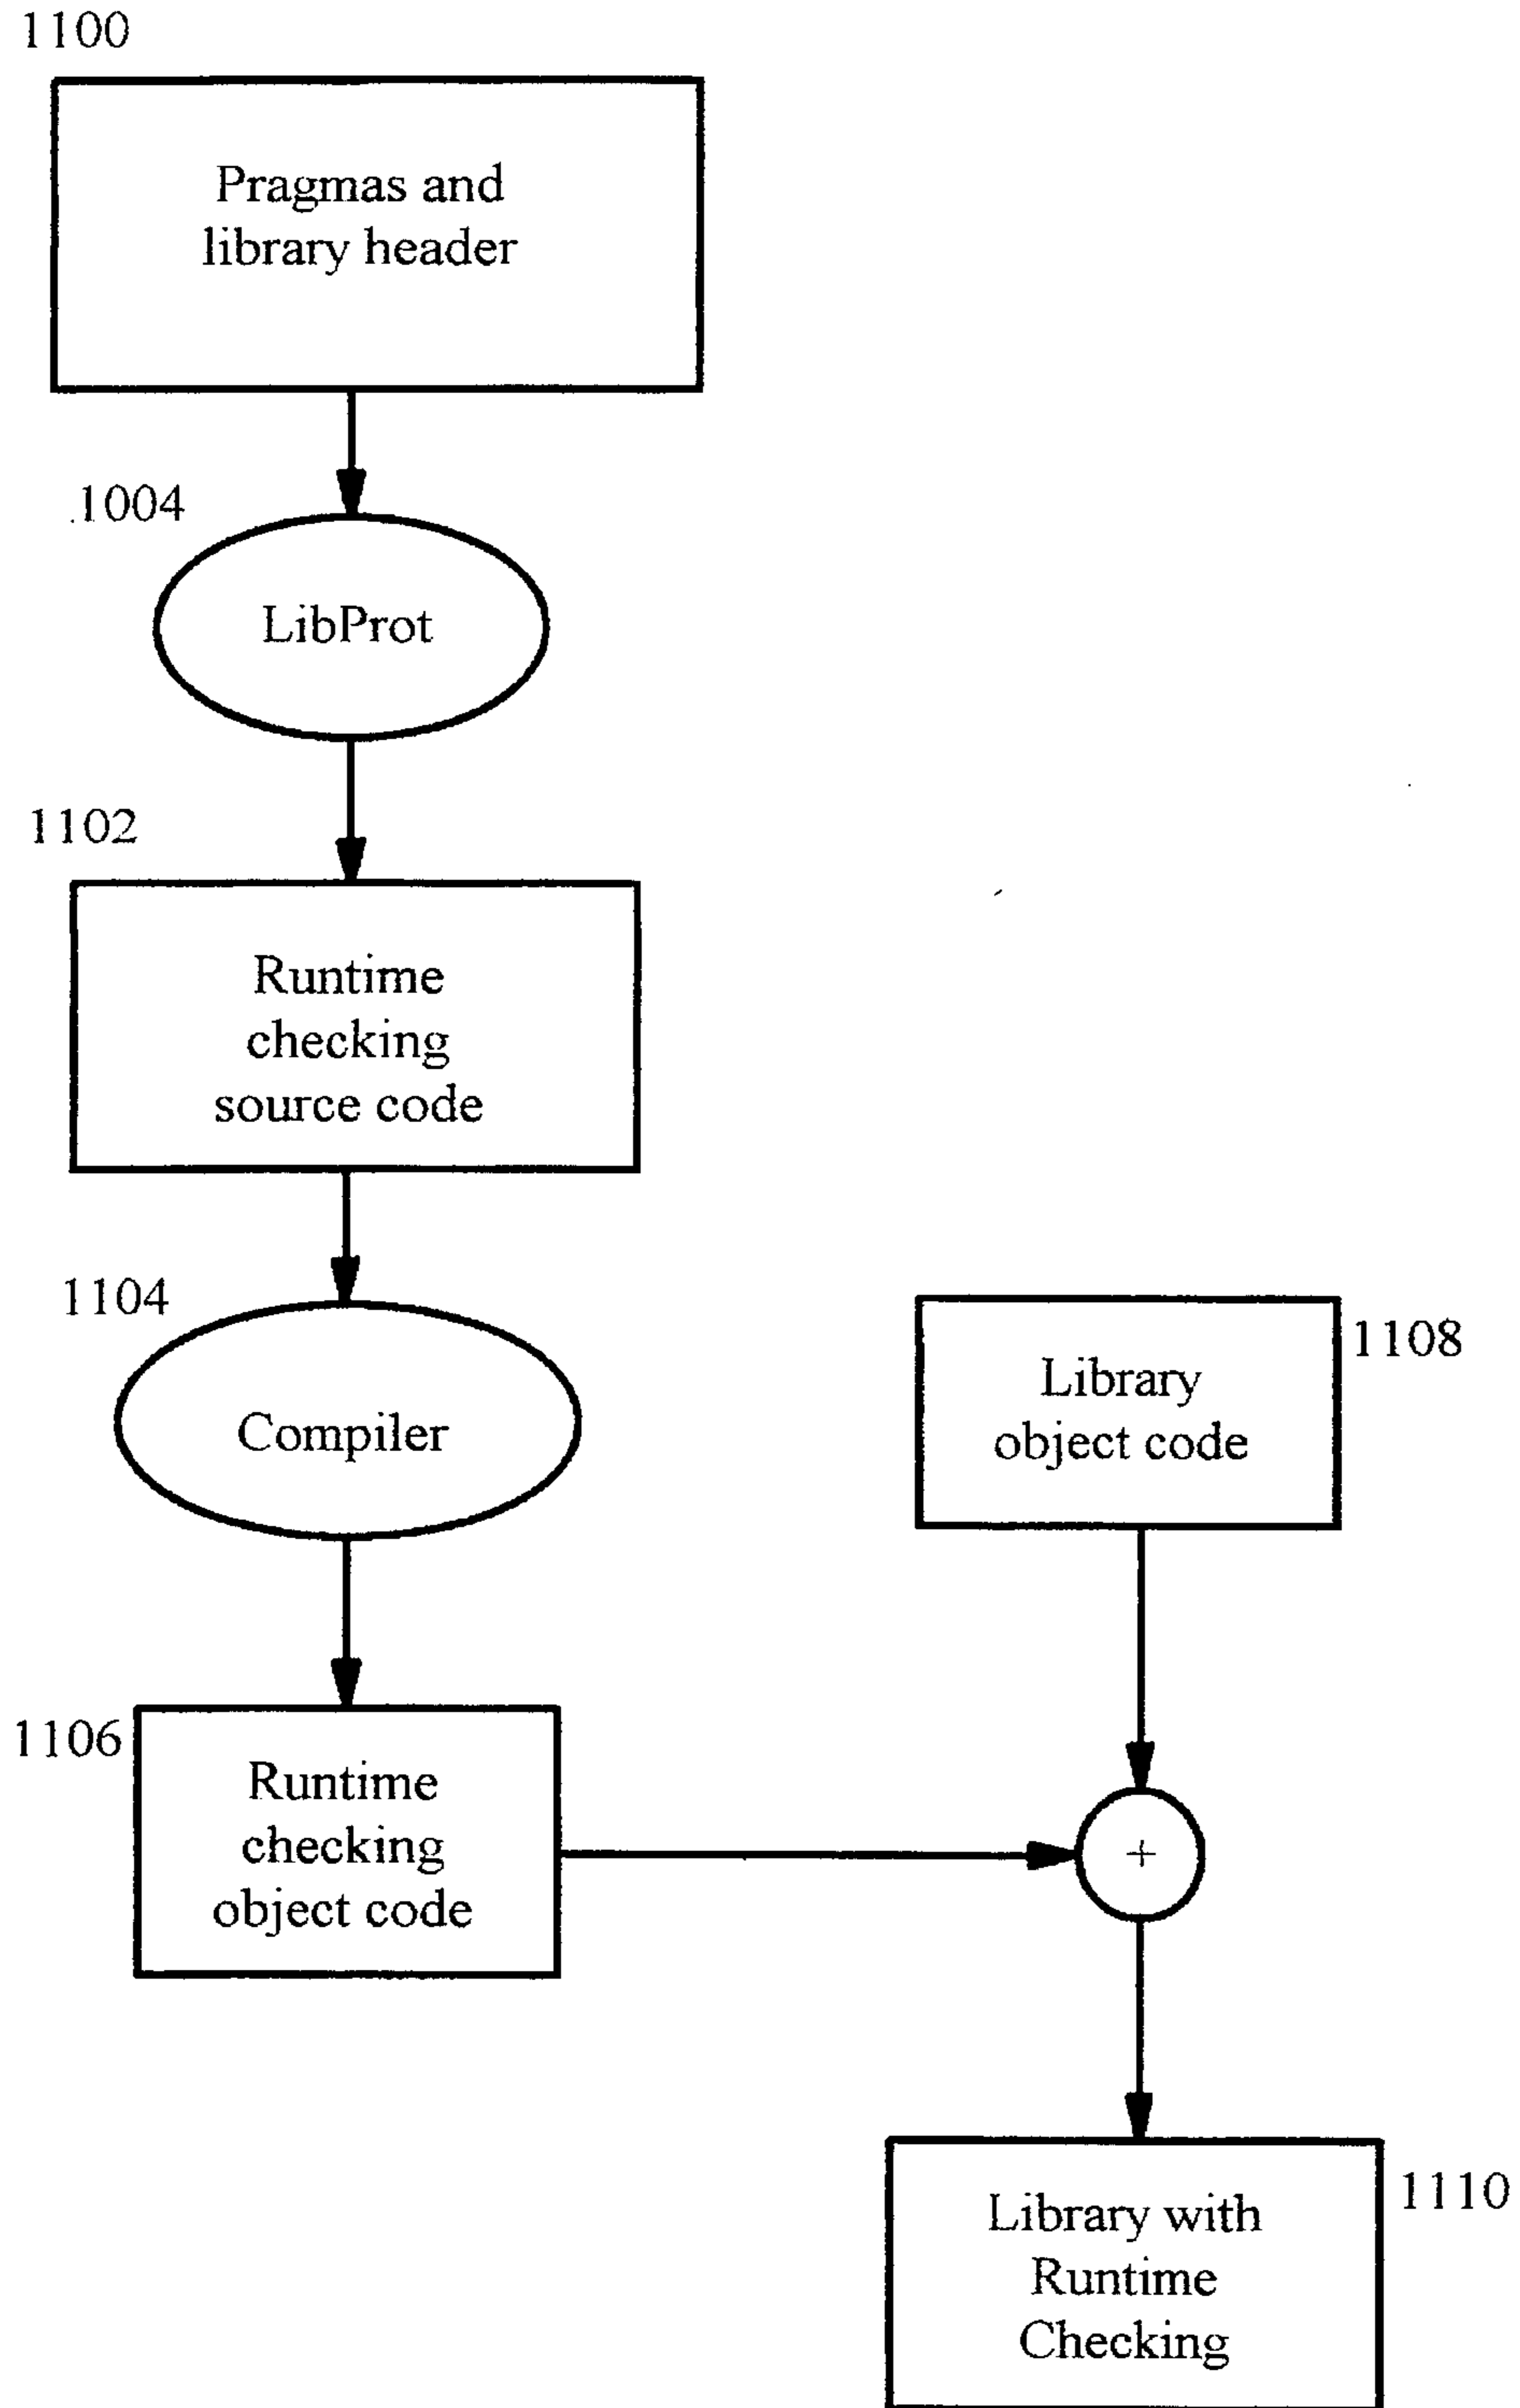 1100
Pragmas and
library header
1004
LibProt
1102
Runtime
checking
source code
1104
Compiler
1108
Library
object code
1106
Runtime
checking
object code
+
1110
Library with
Runtime
Checking